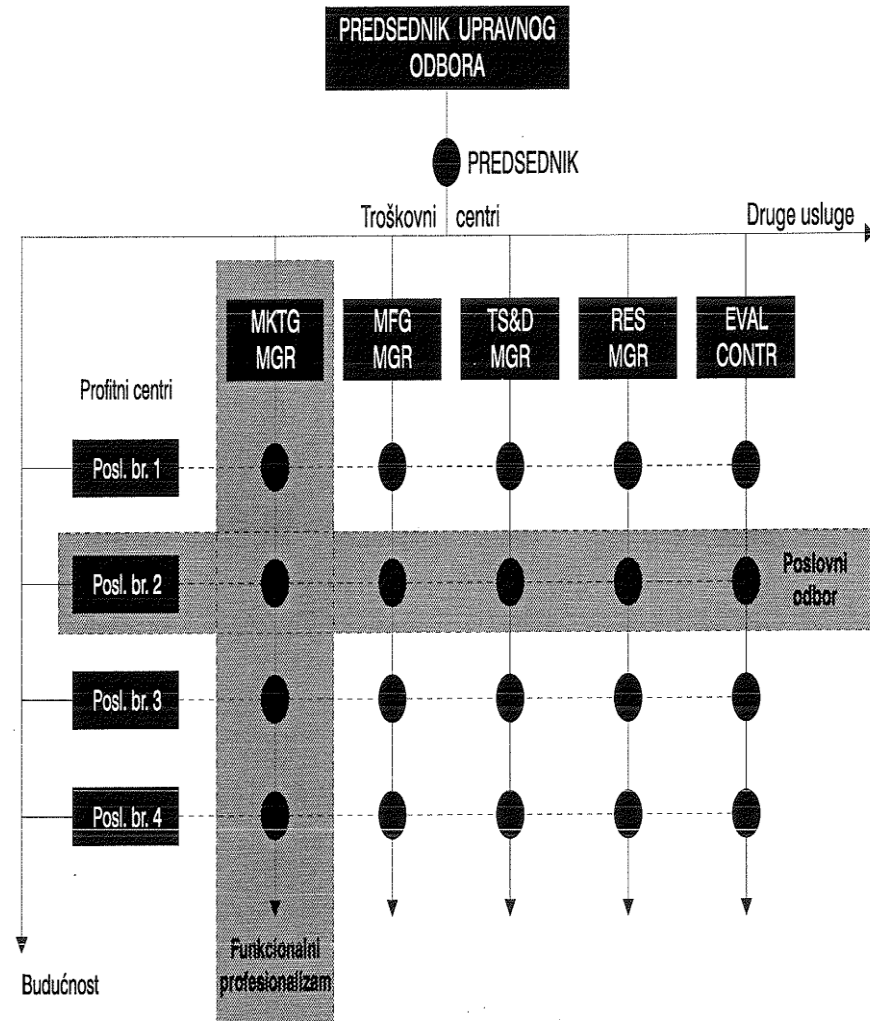 PREDSEDNIK UPRAVNOG
ODBORA
PREDSEDNIK
Troškovni centri
Druge usluge
MKTG
MGR
MFG
MGR
TS&D
MGR
RES
MGR
EVAL
CONTR
Profitni centri
Posl. br. 1
Posl. br. 2
Poslovni
odbor
Posl. br. 3
Posl. br. 4
Funkcionalni
profesionalizam
Budućnost